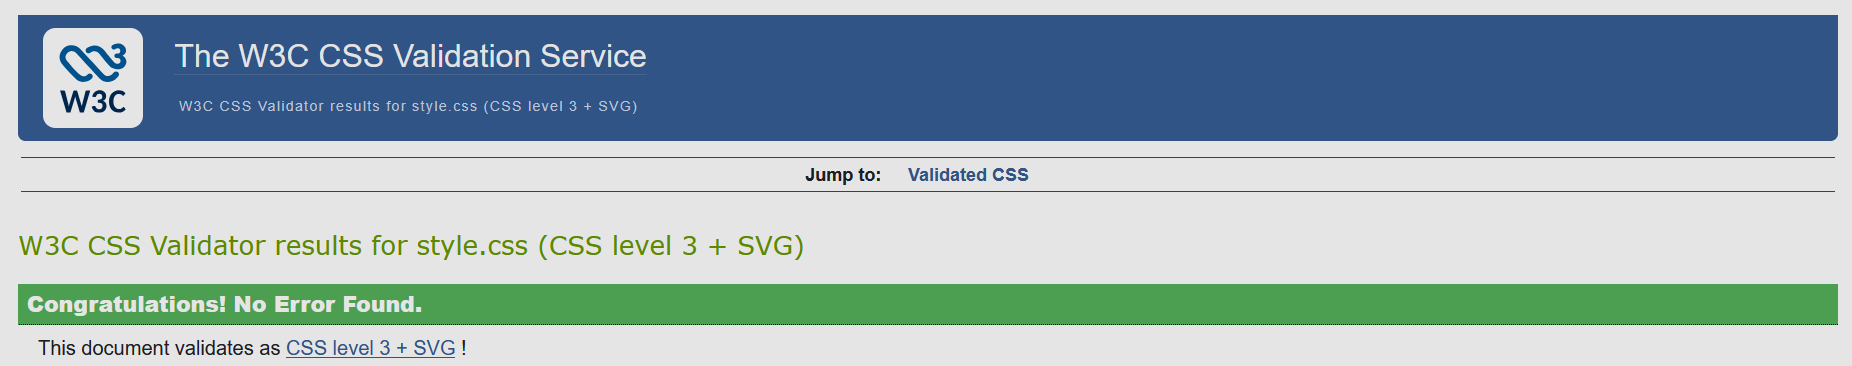 W3C
The W3C CSS Validation Service
W3C CSS Validator results for style.css (CSS level 3 + SVG)
Jump to: Validated CSS
W3C CSS Validator results for style.css (CSS level 3 + SVG)
Congratulations! No Error Found.
This document validates as CSS level 3 + SVG !